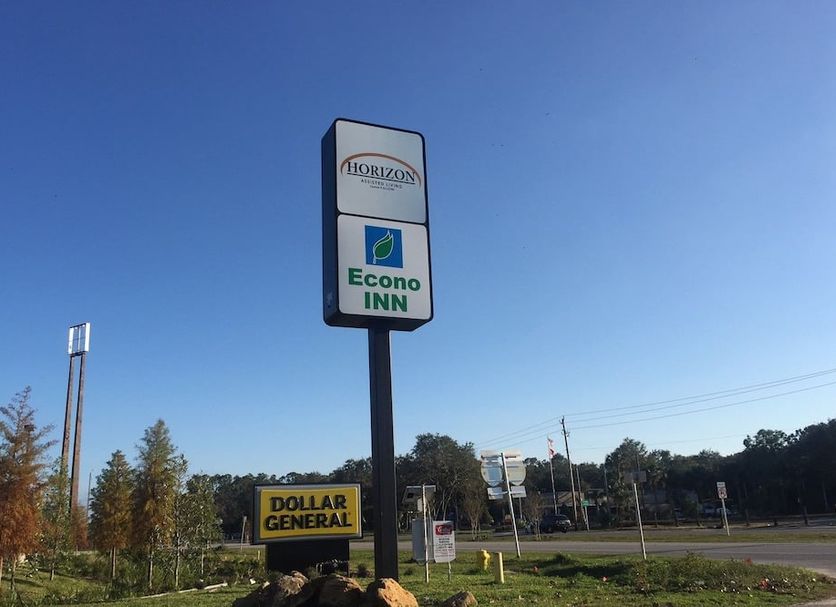 HORIZON
ASSISTED LIVING
Econo
INN
DOLLAR
GENERAL